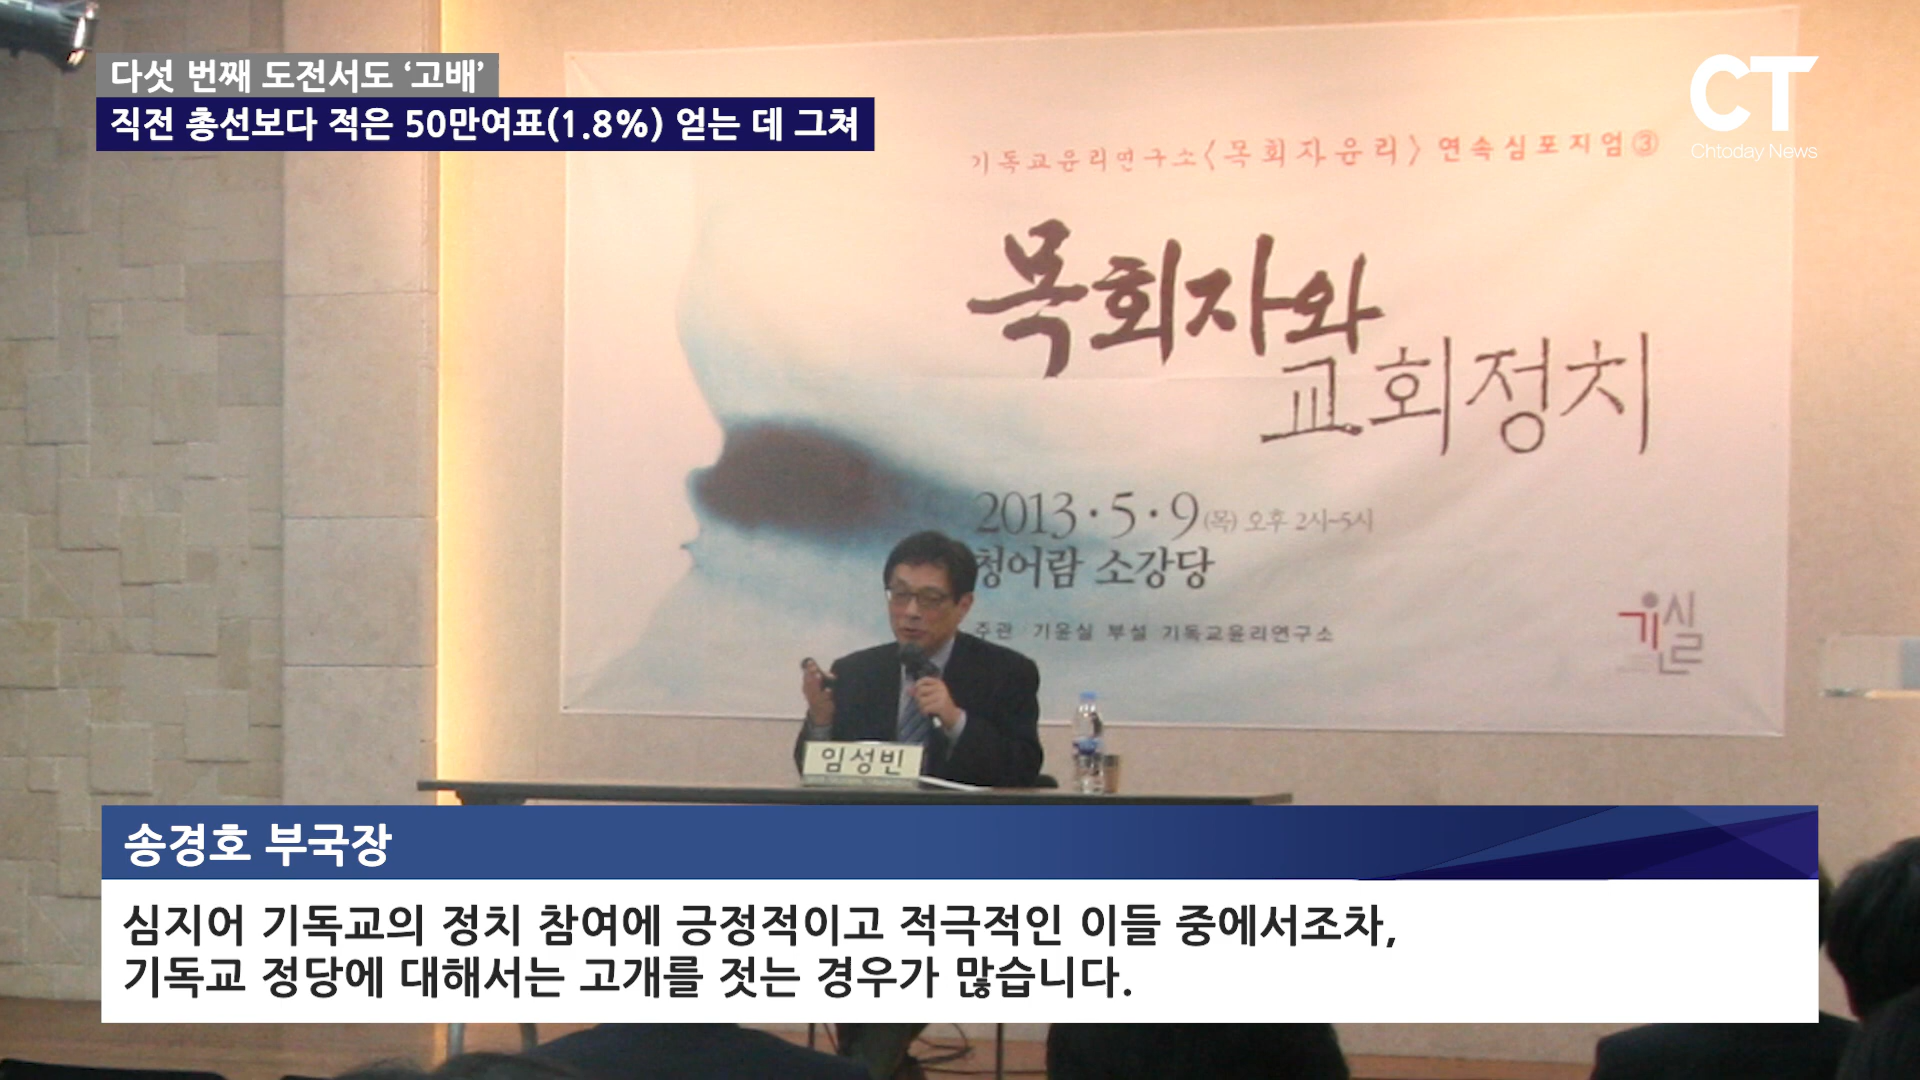 다섯 번째 도전서도 ‘고배’
직전 총선보다 적은 50만여표(1.8%) 얻는 데 그쳐
CT
Chtoday News
기독교윤리연구소〈목회자윤리〉연속심포지엄③
목회자와
교회정치
2013·5·9(목) 오후 2시-5시
청어람 소강당
주관 기윤실 부설 기독교윤리연구소
기윤실
임성빈
송경호 부국장
심지어 기독교의 정치 참여에 긍정적이고 적극적인 이들 중에서조차,
기독교 정당에 대해서는 고개를 젓는 경우가 많습니다.